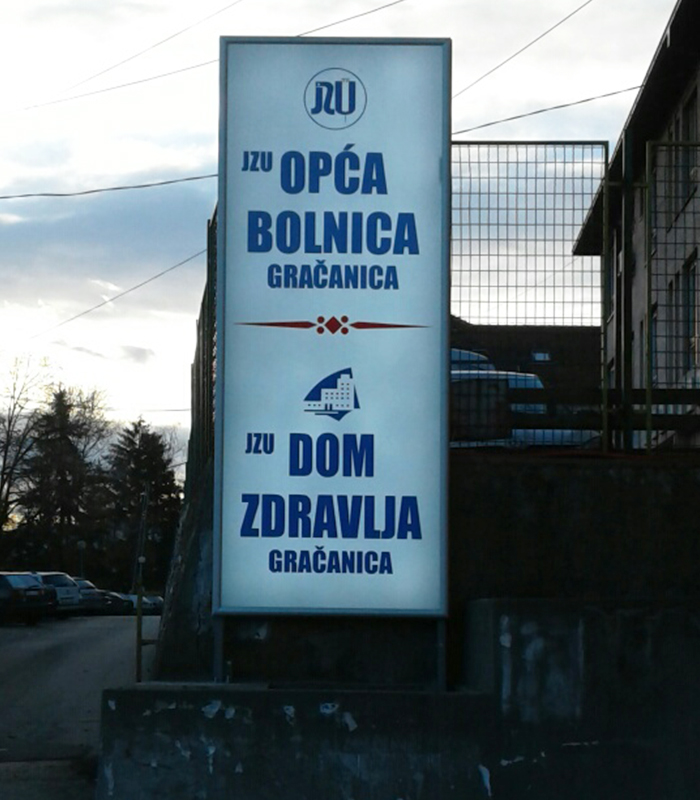 JZU
JZU OPĆA
BOLNICA
GRAČANICA
JZU DOM
ZDRAVLJA
GRAČANICA